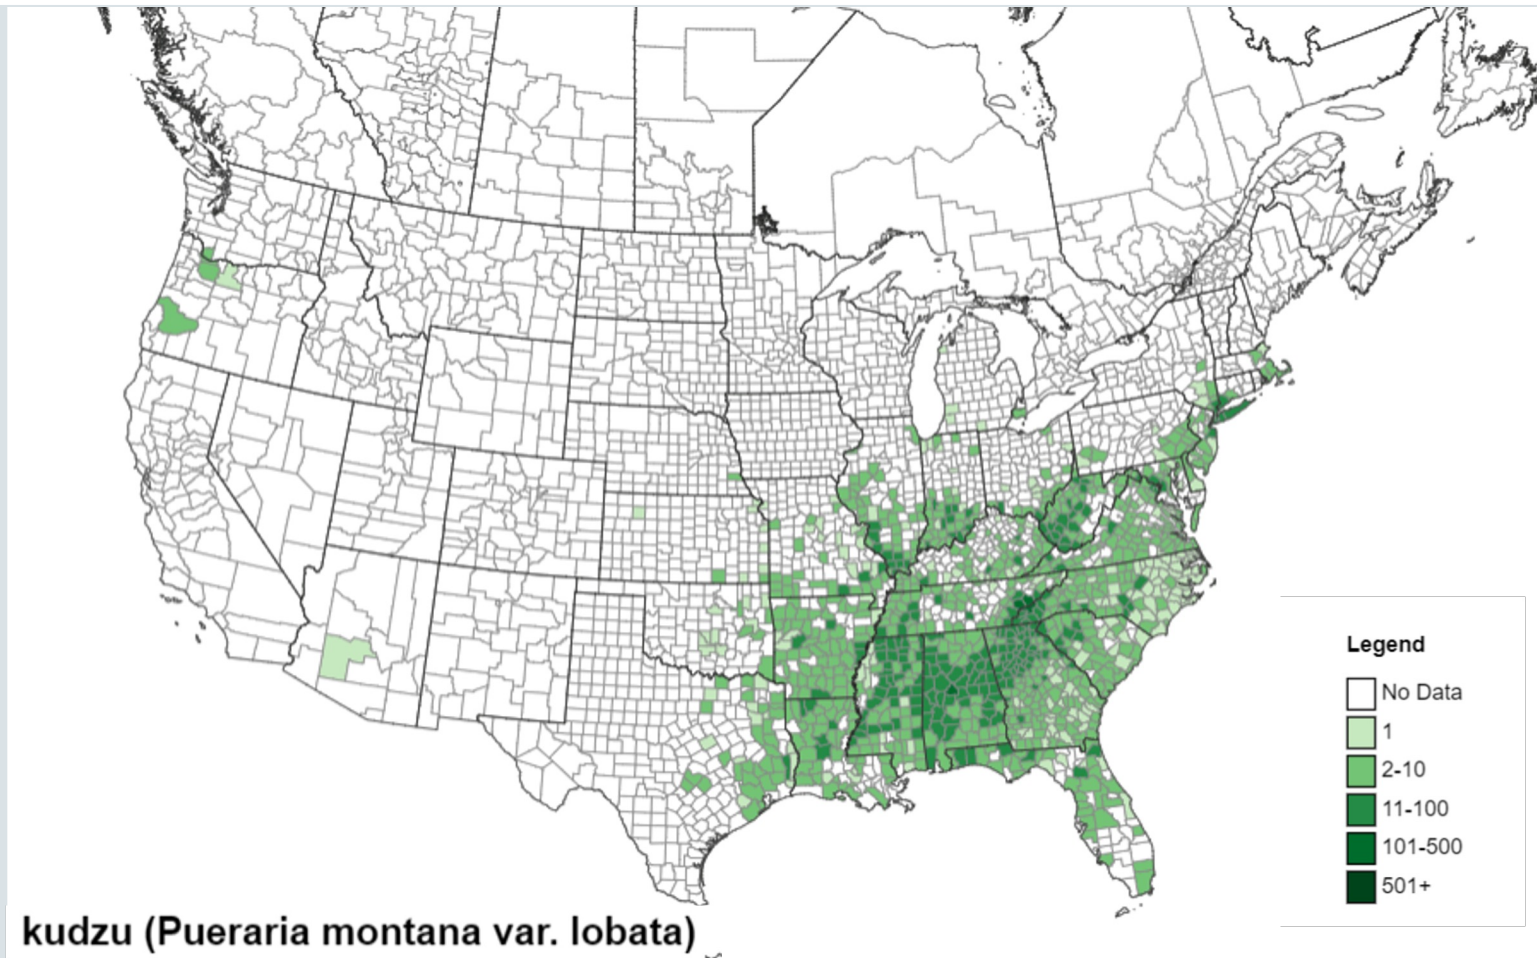 Legend
No Data
1
2-10
11-100
101-500
501+
kudzu (Pueraria montana var. lobata)